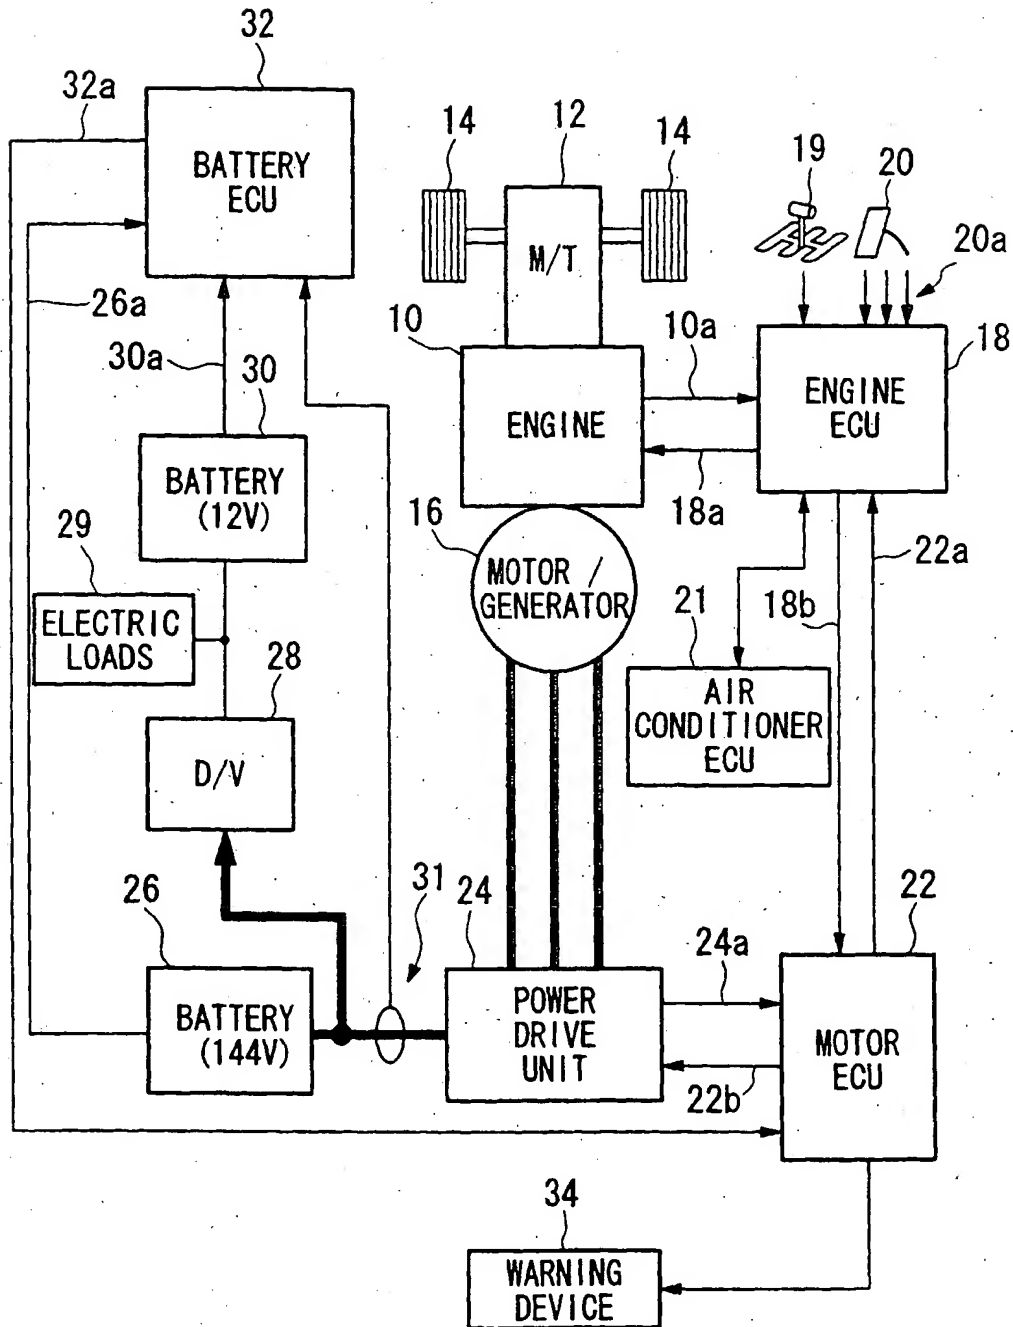 32
32a
BATTERY
ECU
14
12
14
19
20
20a
M/T
26a
10
10a
18
30a
30
ENGINE
ENGINE
ECU
18a
BATTERY
(12V)
29
16
22a
MOTOR /
GENERATOR
ELECTRIC
LOADS
21
18b
28
AIR
CONDITIONER
ECU
D/V
26
31
24
22
24a
BATTERY
(144V)
POWER
DRIVE
UNIT
MOTOR
ECU
22b
34
WARNING
DEVICE